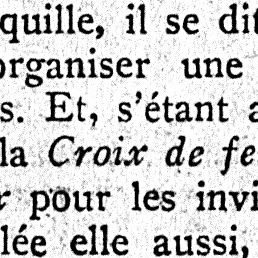 quille, il se dit
organiser une
s. Et, s'étant a
la Croix de fe
r pour les invi
lée elle aussi,